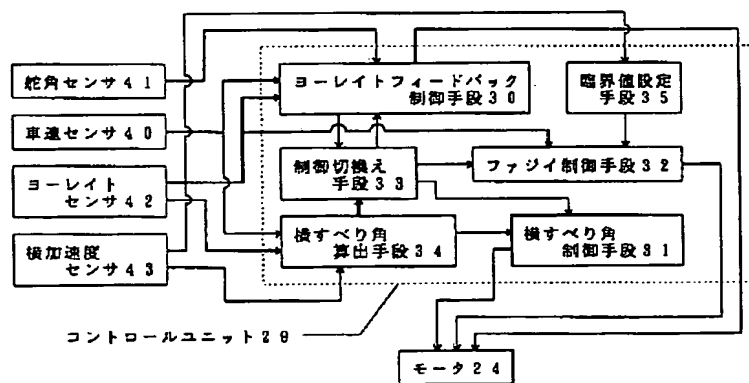 舵角センサ41
車速センサ40
ヨーレイト
センサ42
横加速度
センサ43
ヨーレイトフィードバック
制御手段30
臨界値設定
手段35
制御切換え
手段33
ファジイ制御手段32
横すべり角
算出手段34
横すべり角
制御手段31
コントロールユニット29
モータ24